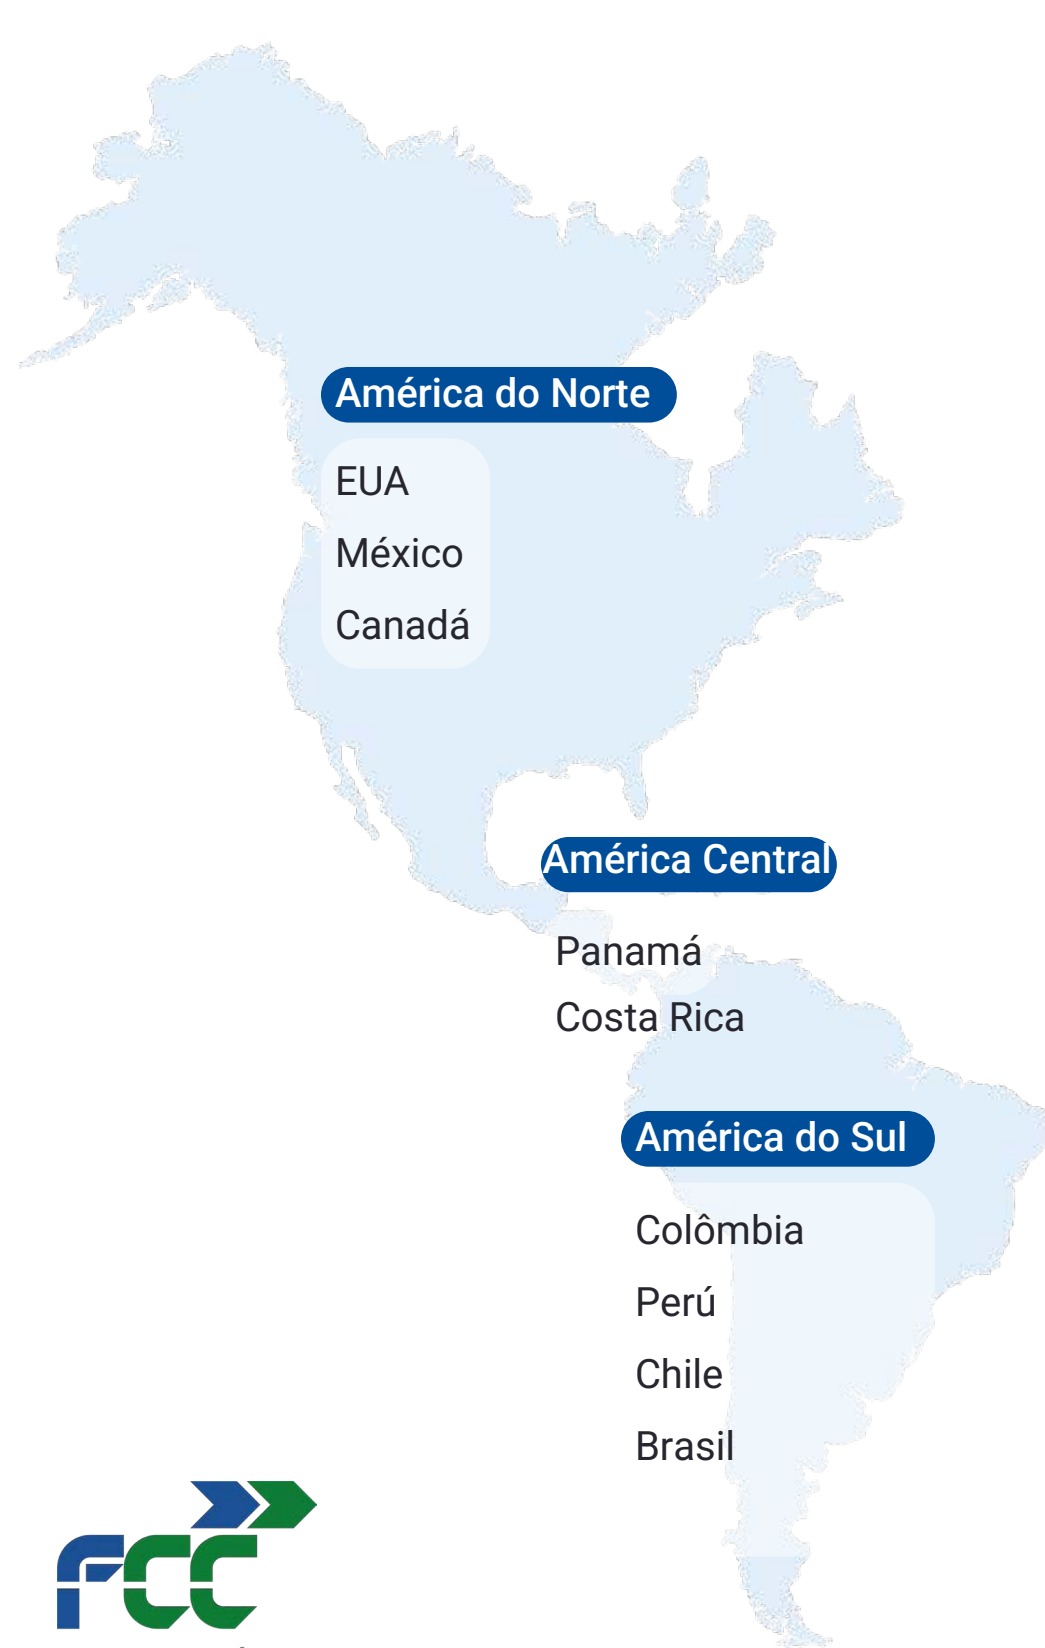 América do Norte
EUA
México
Canadá
América Central
Panamá
Costa Rica
América do Sul
Colômbia
Perú
Chile
Brasil
FCC